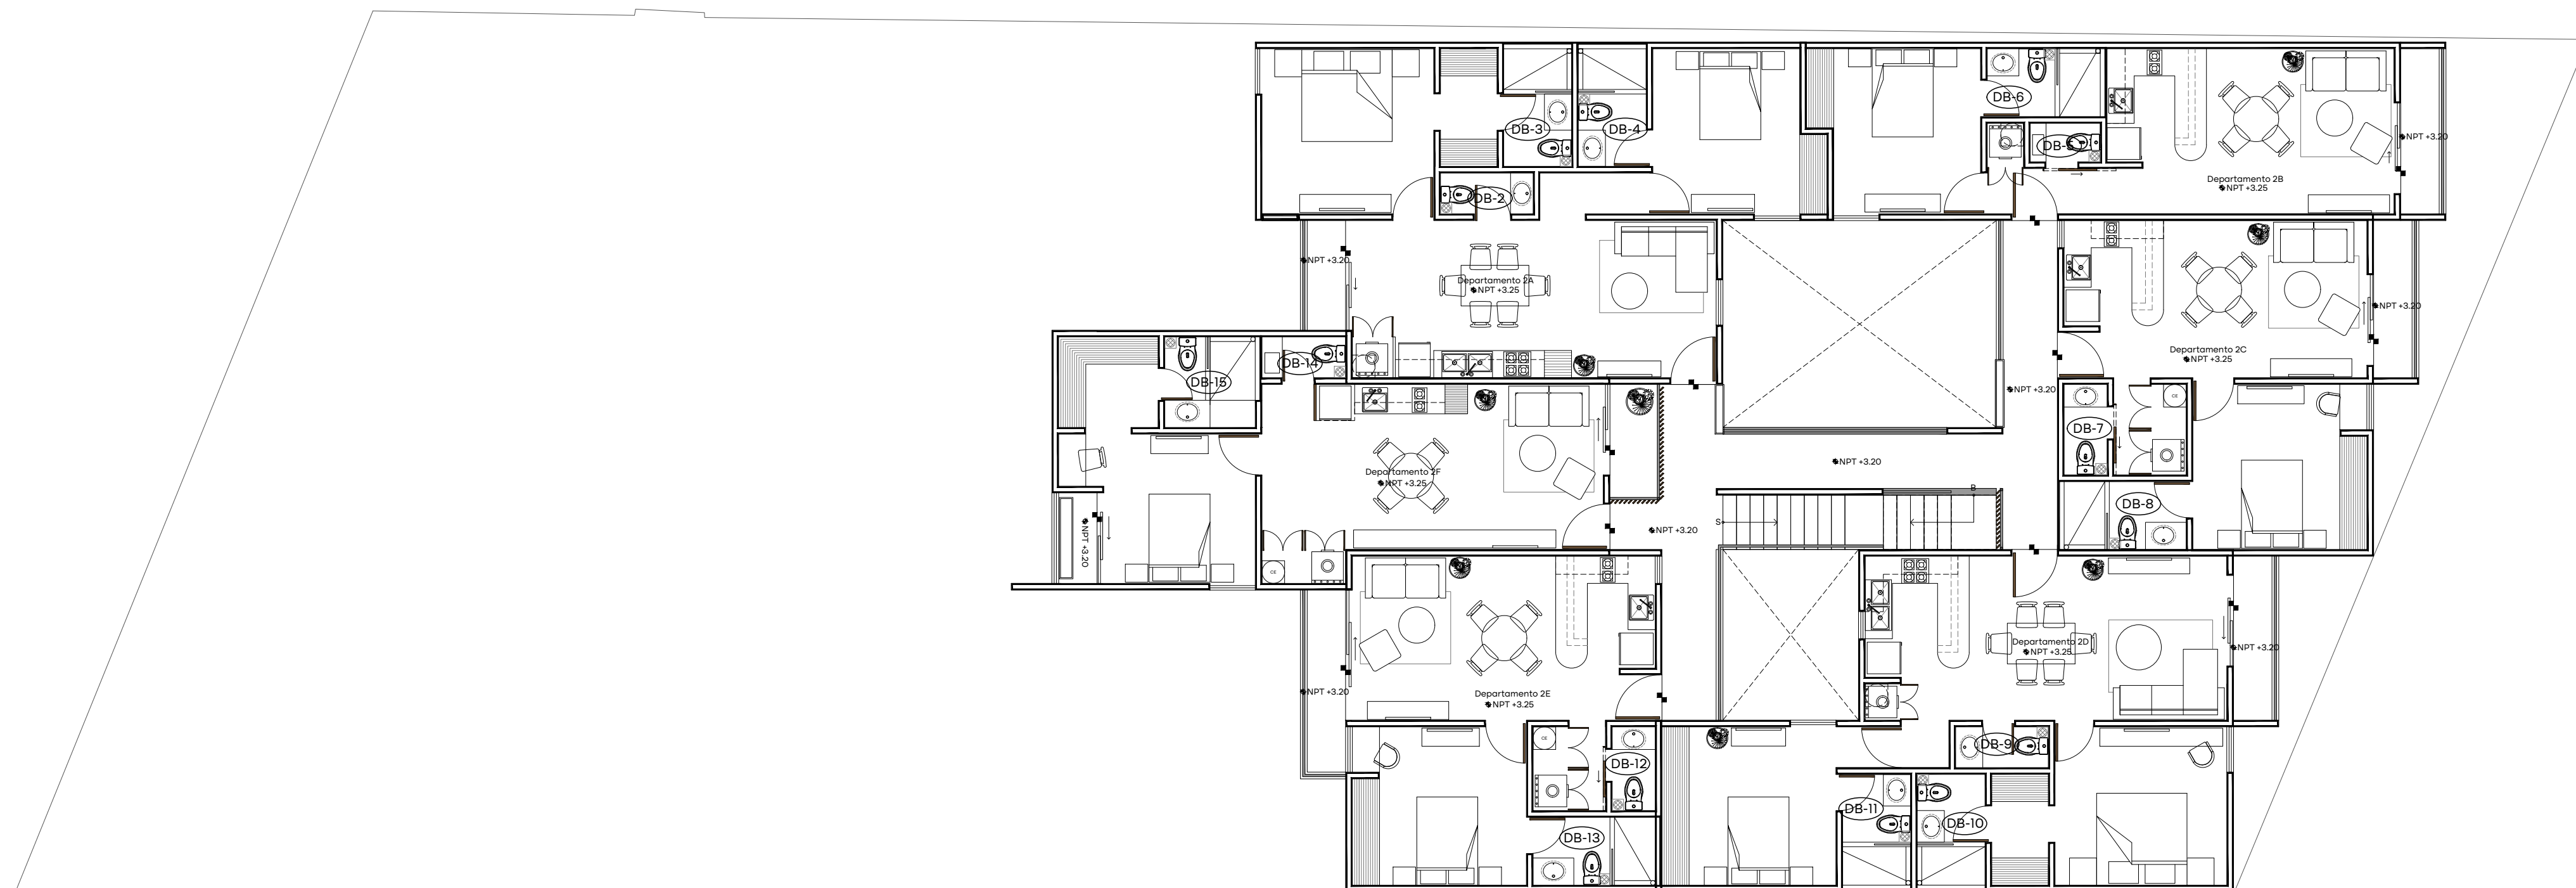 DB-6
DB-3
DB-4
NPT +3.20
DB-5
Departamento 2B
NPT +3.25
DB-2
NPT +3.20
Departamento 2A
NPT +3.25
NPT +3.20
Departamento 2C
NPT +3.25
DB-14
DB-15
NPT +3.20
CE
DB-7
NPT +3.20
Departamento 2F
NPT +3.25
B
DB-8
S
NPT +3.20
NPT +3.20
CE
Departamento 2D
NPT +3.25
NPT +3.20
NPT +3.20
Departamento 2E
NPT +3.25
CE
DB-9
DB-12
DB-11
DB-10
DB-13